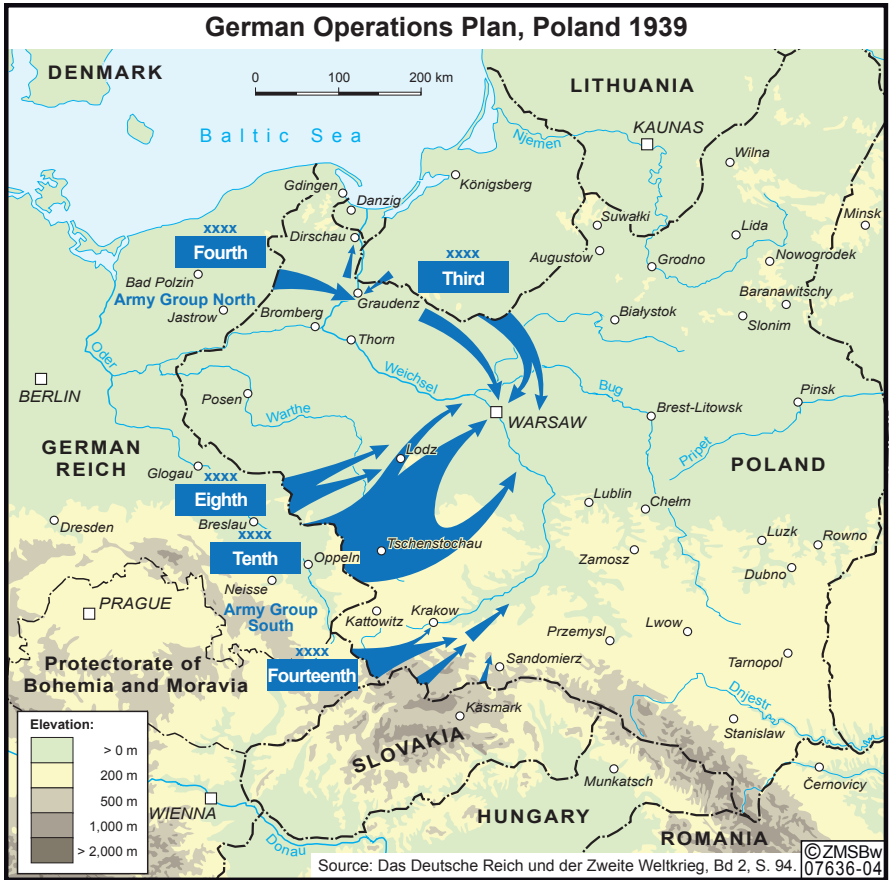 German Operations Plan, Poland 1939
DENMARK
0 100 200 km
LITHUANIA
Baltic Sea
Njemen
KAUNAS
Wilna
Gdingen
Danzig
Königsberg
Suwałki
Lida
Minsk
xxxx
Fourth
Dirschau
xxxx
Third
Augustow
Grodno
Nowogrodek
Bad Polzin
Army Group North
Jastrow
Graudenz
Baranawitschy
Bromberg
Białystok
Slonim
Thorn
Oder
Weichsel
BERLIN
Posen
Warthe
Bug
Pinsk
WARSAW
Brest-Litowsk
GERMAN
REICH
Lodz
Pripet
POLAND
Glogau
xxxx
Eighth
Breslau
Lublin
Chełm
Dresden
xxxx
Tenth
Oppeln
Tschenstochau
Zamosz
Luzk
Rowno
Dubno
Neisse
PRAGUE
Army Group
South
Kattowitz
Krakow
Przemysl
Lwow
xxxx
Fourteenth
Sandomierz
Tarnopol
Protectorate of
Bohemia and Moravia
Dnjestr
Käsmark
Stanislaw
SLOVAKIA
Elevation:
> 0 m
200 m
500 m
1,000 m
> 2,000 m
WIENNA
Munkatsch
Černovicy
Donau
HUNGARY
ROMANIA
Source: Das Deutsche Reich und der Zweite Weltkrieg, Bd 2, S. 94.
©ZMSBw
07636-04